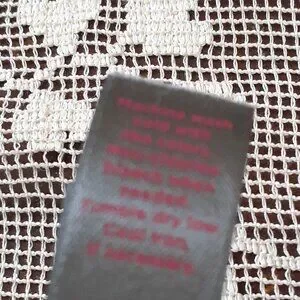 Machine wash
cold with
like colors.
Non-chlorine
bleach when
needed.
Tumble dry low
Cool iron,
if necessary.